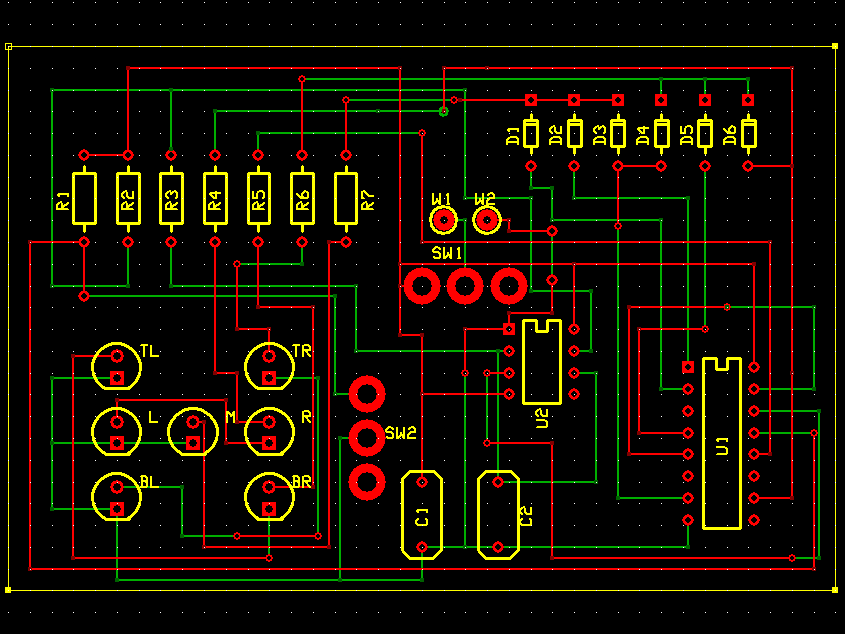 D1 D2 D3 D4 D5 D6
R1 R2 R3 R4 R5 R6 R7
W1 W2
SW1
TL TR
L M R
SW2
U2
U1
BL BR
C1 C2